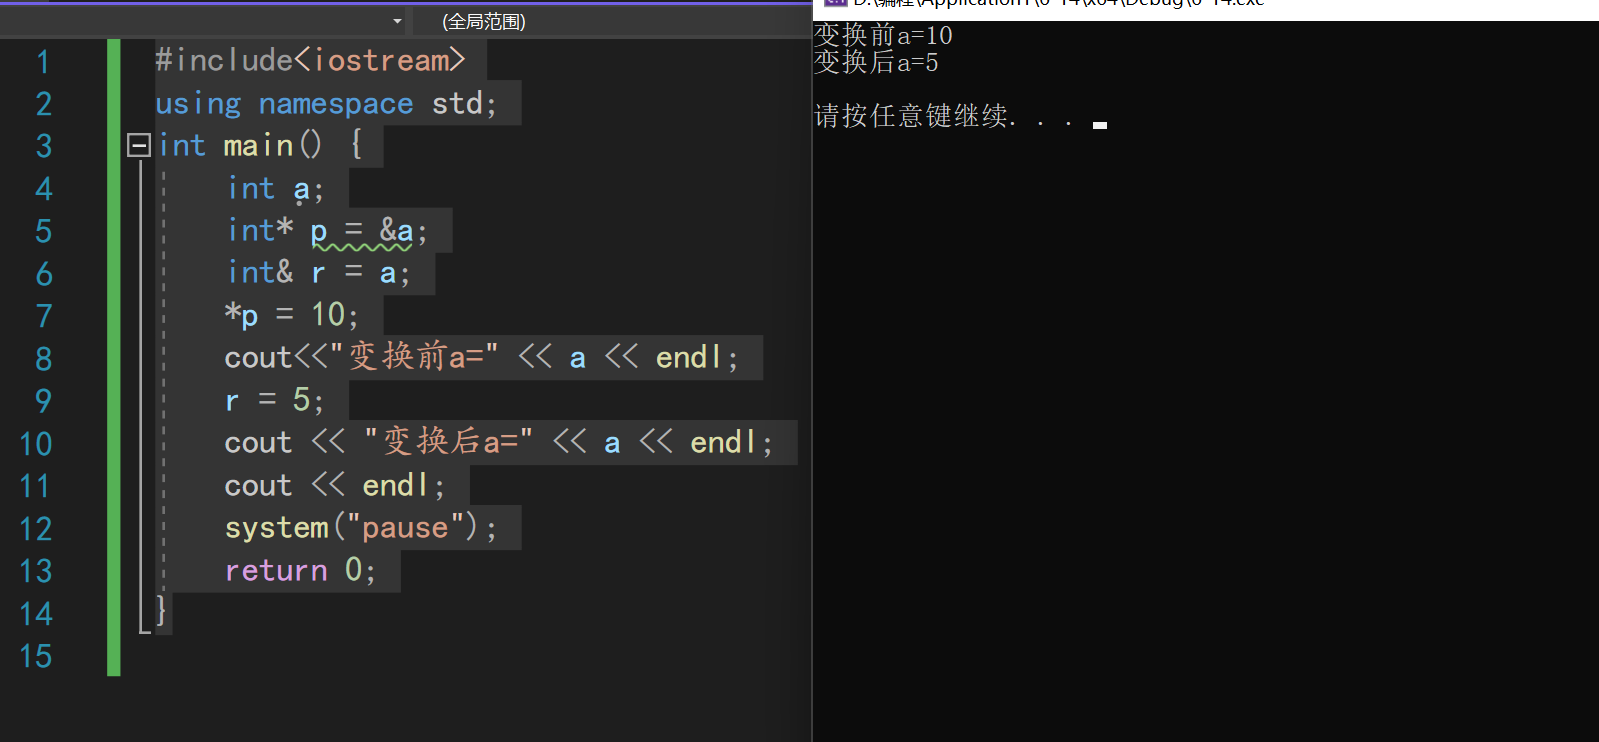 (全局范围)
1 #include<iostream>
2 using namespace std;
3 int main() {
4 int a;
5 int* p = &a;
6 int& r = a;
7 *p = 10;
8 cout<<"变换前a=" << a << endl;
9 r = 5;
10 cout << "变换后a=" << a << endl;
11 cout << endl;
12 system("pause");
13 return 0;
14 }
15
D:\编程\Application1\6-14\x64\Debug\6-14.exe
变换前a=10
变换后a=5
请按任意键继续. . .